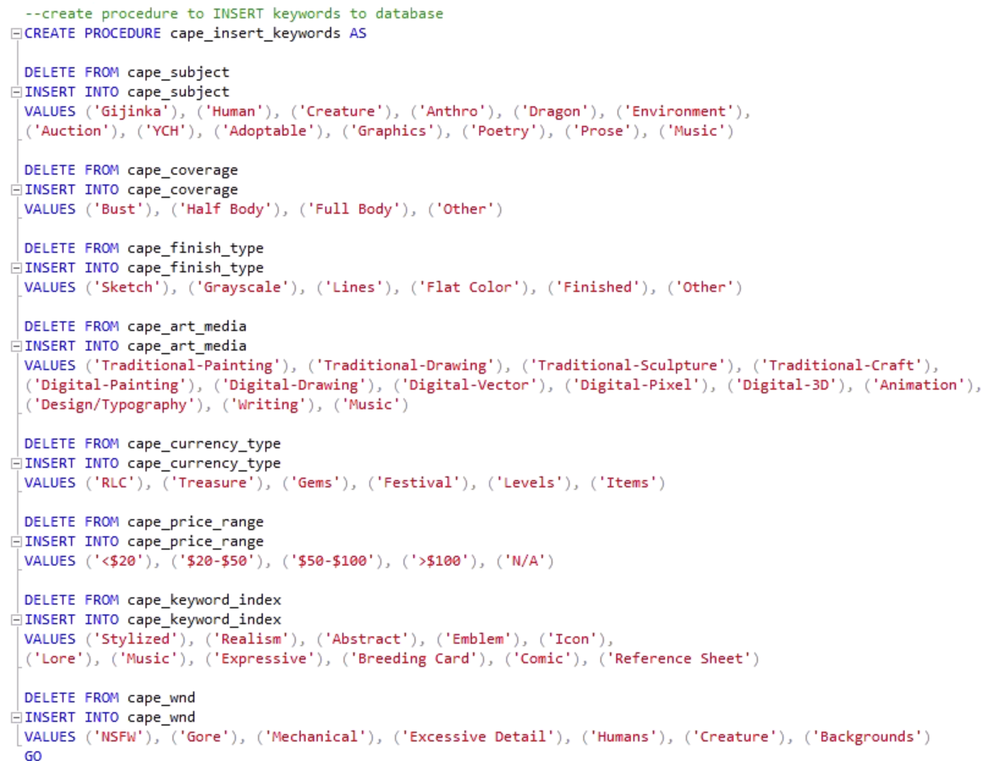 --create procedure to INSERT keywords to database
CREATE PROCEDURE cape_insert_keywords AS
DELETE FROM cape_subject
INSERT INTO cape_subject
VALUES ('Gijinka'), ('Human'), ('Creature'), ('Anthro'), ('Dragon'), ('Environment'),
('Auction'), ('YCH'), ('Adoptable'), ('Graphics'), ('Poetry'), ('Prose'), ('Music')
DELETE FROM cape_coverage
INSERT INTO cape_coverage
VALUES ('Bust'), ('Half Body'), ('Full Body'), ('Other')
DELETE FROM cape_finish_type
INSERT INTO cape_finish_type
VALUES ('Sketch'), ('Grayscale'), ('Lines'), ('Flat Color'), ('Finished'), ('Other')
DELETE FROM cape_art_media
INSERT INTO cape_art_media
VALUES ('Traditional-Painting'), ('Traditional-Drawing'), ('Traditional-Sculpture'), ('Traditional-Craft'),
('Digital-Painting'), ('Digital-Drawing'), ('Digital-Vector'), ('Digital-Pixel'), ('Digital-3D'), ('Animation'),
('Design/Typography'), ('Writing'), ('Music')
DELETE FROM cape_currency_type
INSERT INTO cape_currency_type
VALUES ('RLC'), ('Treasure'), ('Gems'), ('Festival'), ('Levels'), ('Items')
DELETE FROM cape_price_range
INSERT INTO cape_price_range
VALUES ('<$20'), ('$20-$50'), ('$50-$100'), ('>$100'), ('N/A')
DELETE FROM cape_keyword_index
INSERT INTO cape_keyword_index
VALUES ('Stylized'), ('Realism'), ('Abstract'), ('Emblem'), ('Icon'),
('Lore'), ('Music'), ('Expressive'), ('Breeding Card'), ('Comic'), ('Reference Sheet')
DELETE FROM cape_wnd
INSERT INTO cape_wnd
VALUES ('NSFW'), ('Gore'), ('Mechanical'), ('Excessive Detail'), ('Humans'), ('Creature'), ('Backgrounds')
GO